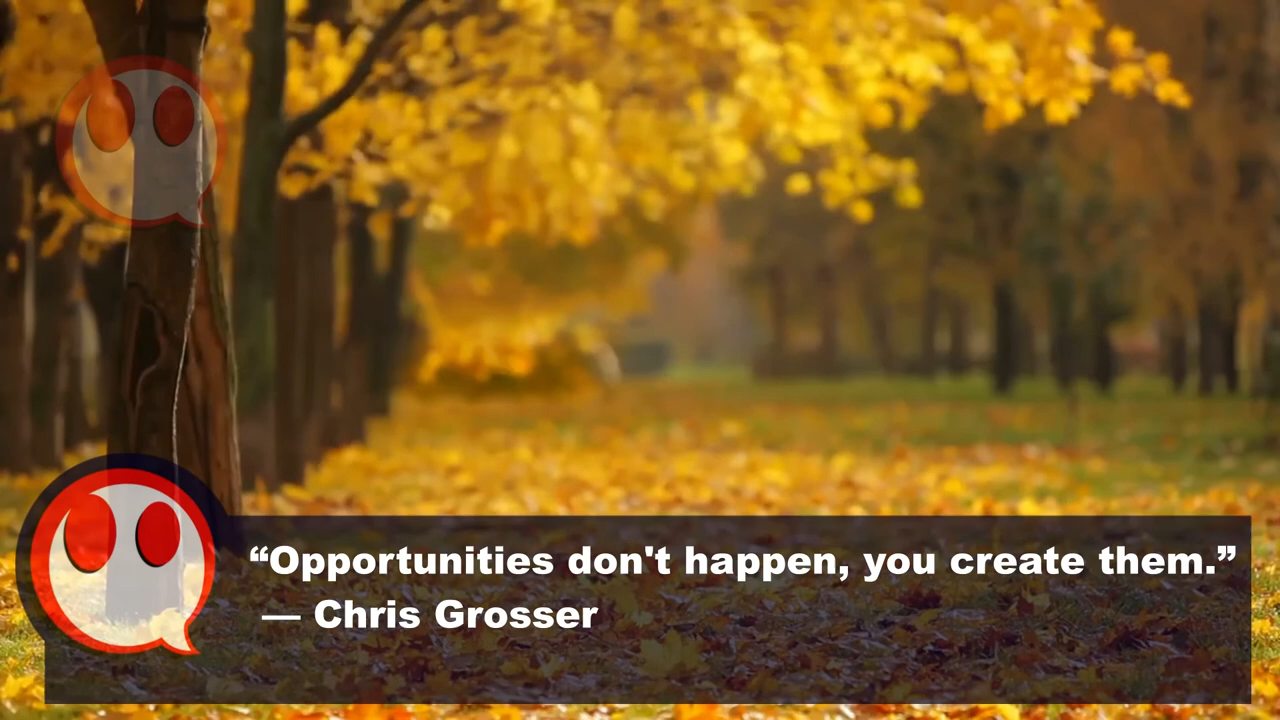 “Opportunities don't happen, you create them.”
— Chris Grosser